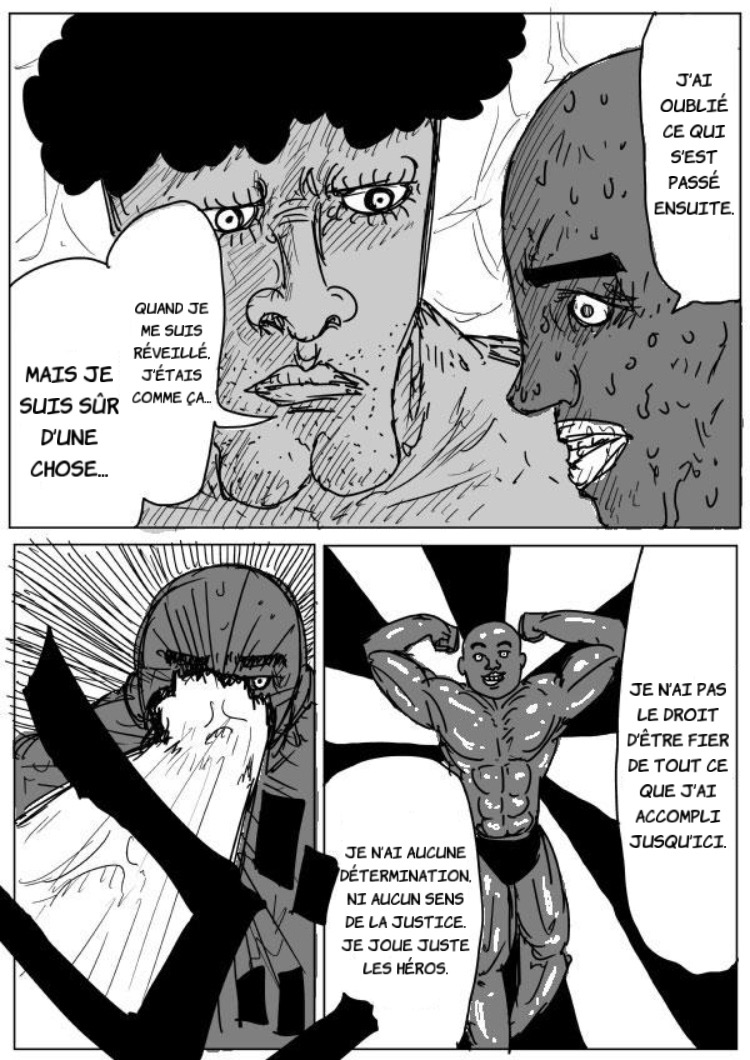 J'AI
OUBLIÉ
CE QUI
S'EST
PASSÉ
ENSUITE.
QUAND JE
ME SUIS
RÉVEILLÉ,
J'ÉTAIS
COMME ÇA...
MAIS JE
SUIS SÛR
D'UNE
CHOSE...
JE N'AI PAS
LE DROIT
D'ÊTRE FIER
DE TOUT CE
QUE J'AI
ACCOMPLI
JUSQU'ICI.
JE N'AI AUCUNE
DÉTERMINATION,
NI AUCUN SENS
DE LA JUSTICE.
JE JOUE JUSTE
LES HÉROS.